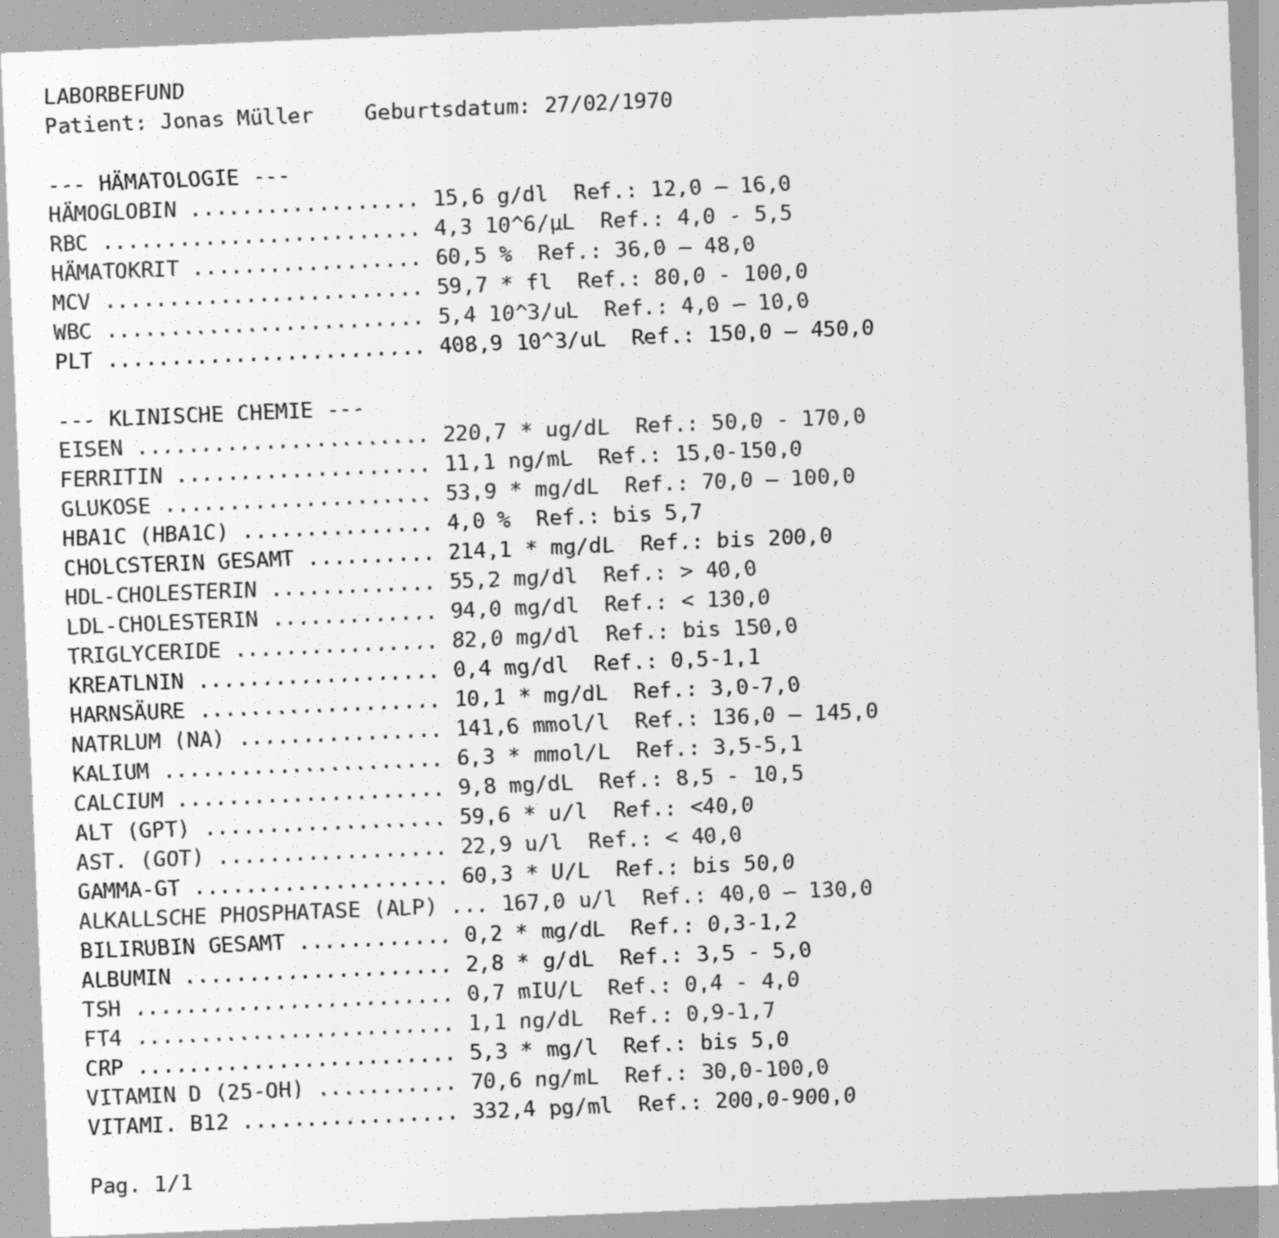 LABORBEFUND
Patient: Jonas Müller    Geburtsdatum: 27/02/1970

--- HÄMATOLOGIE ---
HÄMOGLOBIN .................. 15,6 g/dl  Ref.: 12,0 – 16,0
RBC ......................... 4,3 10^6/µL  Ref.: 4,0 - 5,5
HÄMATOKRIT .................. 60,5 %  Ref.: 36,0 – 48,0
MCV ......................... 59,7 * fl  Ref.: 80,0 - 100,0
WBC ......................... 5,4 10^3/uL  Ref.: 4,0 – 10,0
PLT ......................... 408,9 10^3/uL  Ref.: 150,0 – 450,0

--- KLINISCHE CHEMIE ---
EISEN ....................... 220,7 * ug/dL  Ref.: 50,0 - 170,0
FERRITIN .................... 11,1 ng/mL  Ref.: 15,0-150,0
GLUKOSE ..................... 53,9 * mg/dL  Ref.: 70,0 – 100,0
HBA1C (HBA1C) ............... 4,0 %  Ref.: bis 5,7
CHOLCSTERIN GESAMT .......... 214,1 * mg/dL  Ref.: bis 200,0
HDL-CHOLESTERIN ............. 55,2 mg/dl  Ref.: > 40,0
LDL-CHOLESTERIN ............. 94,0 mg/dl  Ref.: < 130,0
TRIGLYCERIDE ................ 82,0 mg/dl  Ref.: bis 150,0
KREATLNIN ................... 0,4 mg/dl  Ref.: 0,5-1,1
HARNSÄURE ................... 10,1 * mg/dL  Ref.: 3,0-7,0
NATRLUM (NA) ................ 141,6 mmol/l  Ref.: 136,0 – 145,0
KALIUM ...................... 6,3 * mmol/L  Ref.: 3,5-5,1
CALCIUM ..................... 9,8 mg/dL  Ref.: 8,5 - 10,5
ALT (GPT) ................... 59,6 * u/l  Ref.: <40,0
AST. (GOT) .................. 22,9 u/l  Ref.: < 40,0
GAMMA-GT .................... 60,3 * U/L  Ref.: bis 50,0
ALKALLSCHE PHOSPHATASE (ALP) ... 167,0 u/l  Ref.: 40,0 – 130,0
BILIRUBIN GESAMT ............ 0,2 * mg/dL  Ref.: 0,3-1,2
ALBUMIN ..................... 2,8 * g/dL  Ref.: 3,5 - 5,0
TSH ......................... 0,7 mIU/L  Ref.: 0,4 - 4,0
FT4 ......................... 1,1 ng/dL  Ref.: 0,9-1,7
CRP ......................... 5,3 * mg/l  Ref.: bis 5,0
VITAMIN D (25-OH) ........... 70,6 ng/mL  Ref.: 30,0-100,0
VITAMI. B12 ................. 332,4 pg/ml  Ref.: 200,0-900,0

Pag. 1/1